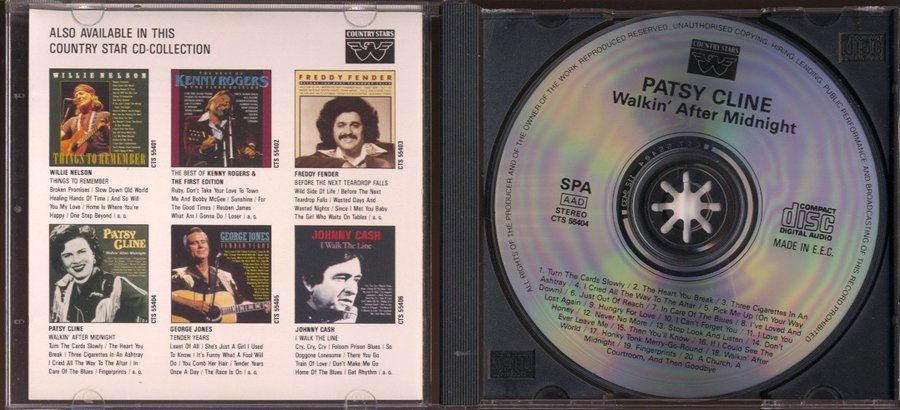 ALSO AVAILABLE IN THIS
COUNTRY STAR CD-COLLECTION
COUNTRY STARS
WILLIE NELSON
THINGS TO REMEMBER
CTS 55401
THE BEST OF
KENNY ROGERS
& THE FIRST EDITION
CTS 55402
FREDDY FENDER
BEFORE THE NEXT TEARDROP FALLS
CTS 55403
WILLIE NELSON
THINGS TO REMEMBER
Broken Promises / Slow Down Old World
Healing Hands Of Time / And So Will
You My Love / Home Is Where You're
Happy / One Step Beyond / a. o.
THE BEST OF KENNY ROGERS &
THE FIRST EDITION
Ruby, Don't Take Your Love To Town
Me And Bobby McGee / Sunshine / For
The Good Times / Reuben James
What Am I Gonna Do / Loser / a. o.
FREDDY FENDER
BEFORE THE NEXT TEARDROP FALLS
Wild Side Of Life / Before The Next
Teardrop Falls / Wasted Days And
Wasted Nights / Since I Met You Baby
The Girl Who Waits On Tables / a. o.
PATSY
CLINE
Walkin' After Midnight
CTS 55404
GEORGE JONES
TENDER YEARS
CTS 55405
JOHNNY CASH
I Walk The Line
CTS 55406
PATSY CLINE
WALKIN' AFTER MIDNIGHT
Turn The Cards Slowly / The Heart You
Break / Three Cigarettes In An Ashtray
I Cried All The Way To The Altar / In
Care Of The Blues / Fingerprints / a. o.
GEORGE JONES
TENDER YEARS
Least Of All / She's Just A Girl I Used
To Know / It's Funny What A Fool Will
Do / You Comb Her Hair / Tender Years
Once A Day / The Race Is On / a. o.
JOHNNY CASH
I WALK THE LINE
Cry, Cry, Cry / Folsom Prison Blues / So
Doggone Lonesome / There You Go
Train Of Love / Don't Make Me Go
Home Of The Blues / Get Rhythm / a. o.
ALL RIGHTS OF THE PRODUCER AND OF THE OWNER OF THE WORK REPRODUCED RESERVED. UNAUTHORISED COPYING, HIRING, LENDING, PUBLIC PERFORMANCE AND BROADCASTING OF THIS RECORD PROHIBITED
COUNTRY STARS
PATSY CLINE
Walkin' After Midnight
SPA
AAD
STEREO
CTS 55404
COMPACT
disc
DIGITAL AUDIO
MADE IN E.E.C.
1. Turn The Cards Slowly / 2. The Heart You Break / 3. Three Cigarettes In An
Ashtray / 4. I Cried All The Way To The Altar / 5. Pick Me Up (On Your Way
Down) / 6. Just Out Of Reach / 7. In Care Of The Blues / 8. I've Loved And
Lost Again / 9. Hungry For Love / 10. I Can't Forget You / 11. I Love You
Honey / 12. Never No More / 13. Stop Look And Listen / 14. Don't
Ever Leave Me / 15. Then You'll Know / 16. If I Could See The
World / 17. Honky Tonk Merry-Go-Round / 18. Walkin' After
Midnight / 19. Fingerprints / 20. A Church, A
Courtroom, And Then Goodbye